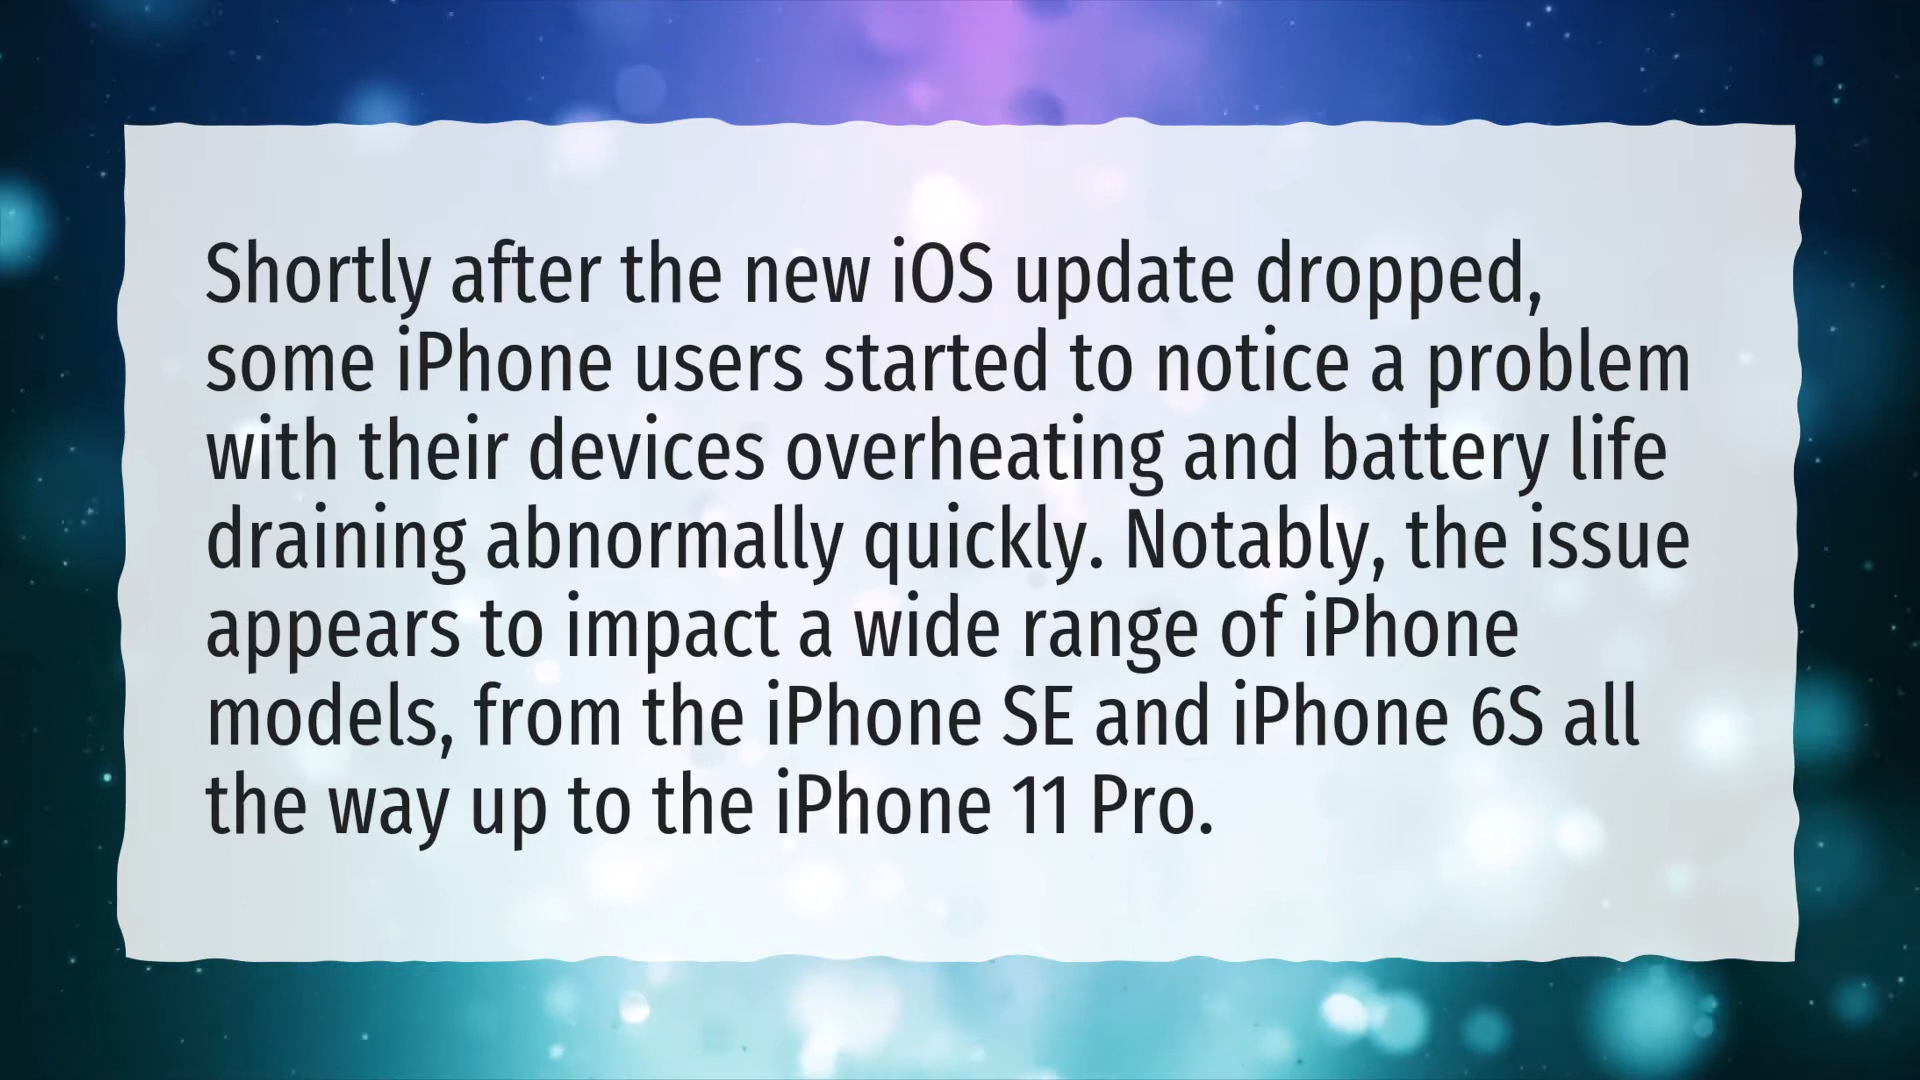 Shortly after the new iOS update dropped,
some iPhone users started to notice a problem
with their devices overheating and battery life
draining abnormally quickly. Notably, the issue
appears to impact a wide range of iPhone
models, from the iPhone SE and iPhone 6S all
the way up to the iPhone 11 Pro.